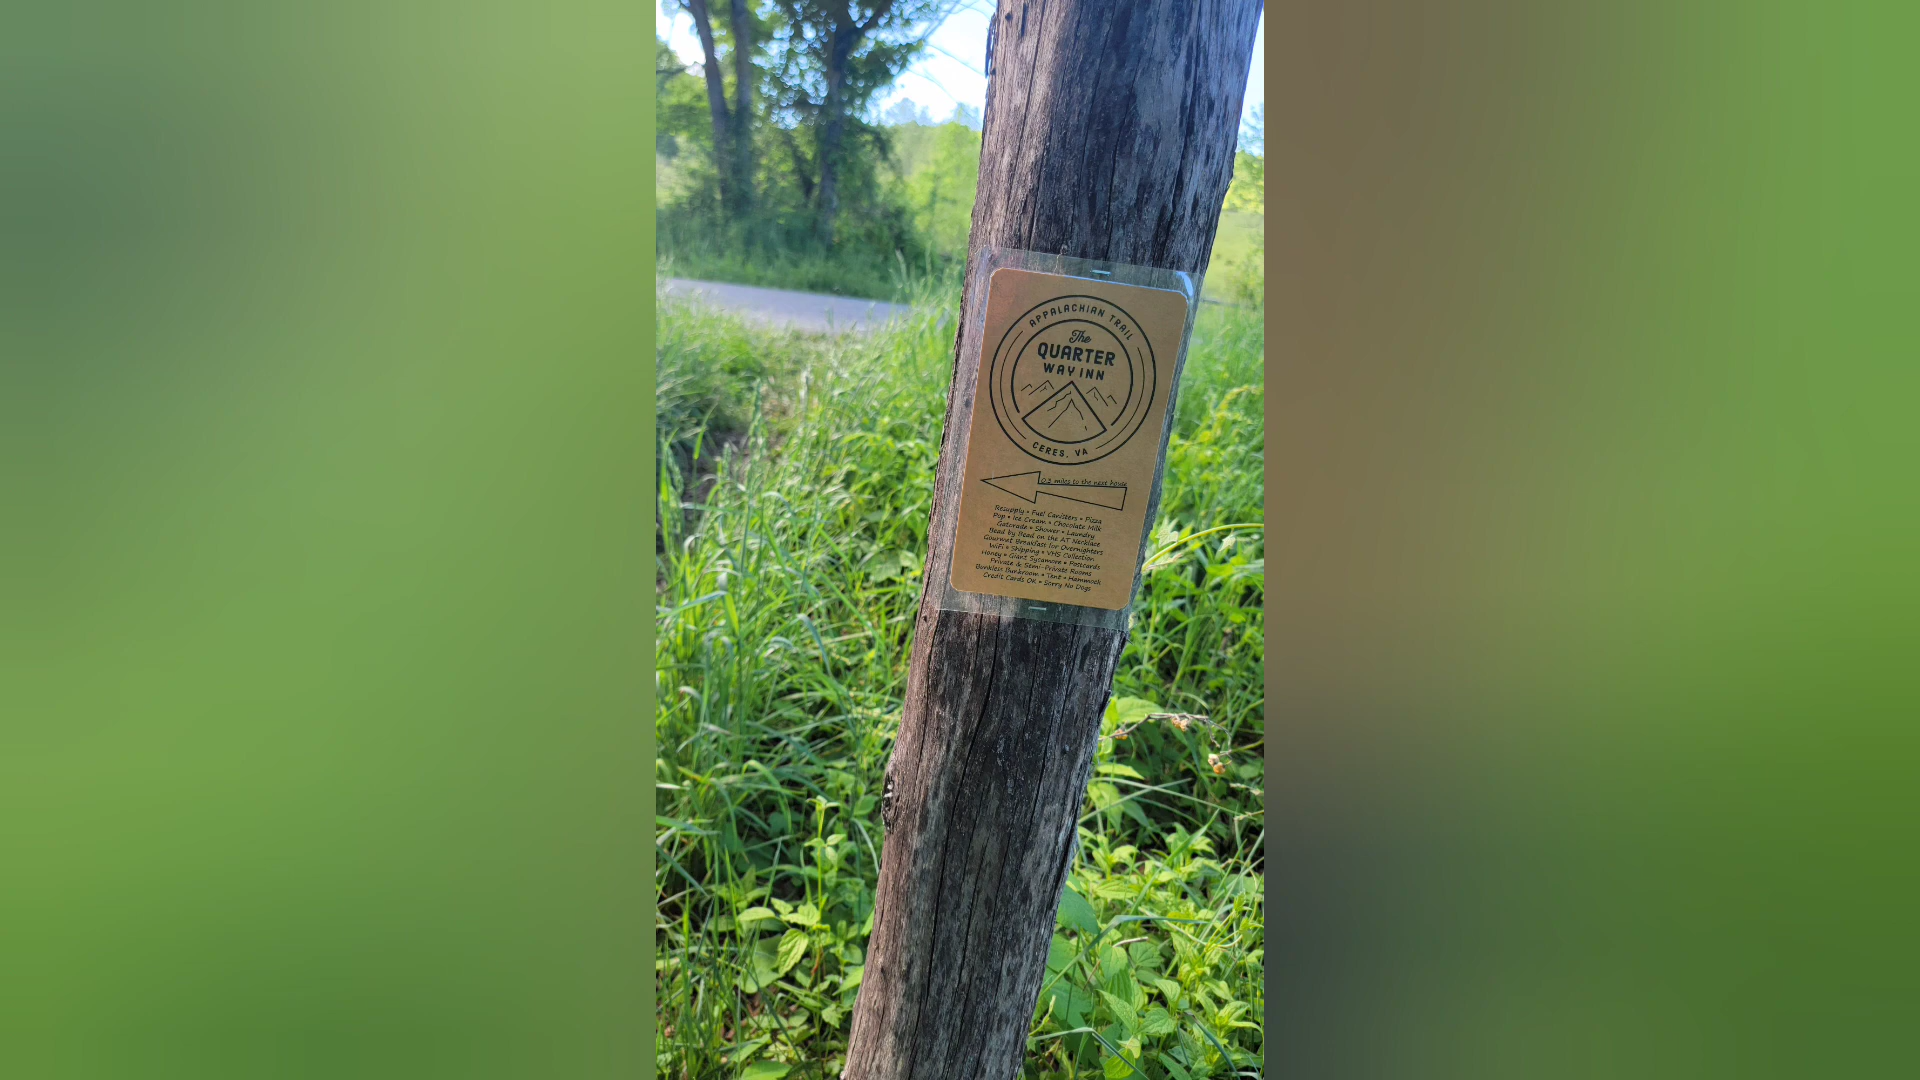 APPALACHIAN TRAIL
The
QUARTER
WAY INN
CERES, VA
0.2 miles to the next house
Resupply • Fuel Canisters • Pizza
Pop • Ice Cream • Chocolate Milk
Gatorade • Shower • Laundry
Bead by Bead on the AT Necklace
Gourmet Breakfast for Overnighters
WiFi • Shipping • VHS Collection
Honey • Giant Sycamore • Postcards
Private & Semi-Private Rooms
Bunkless Bunkroom • Tent • Hammock
Credit Cards OK • Sorry No Dogs